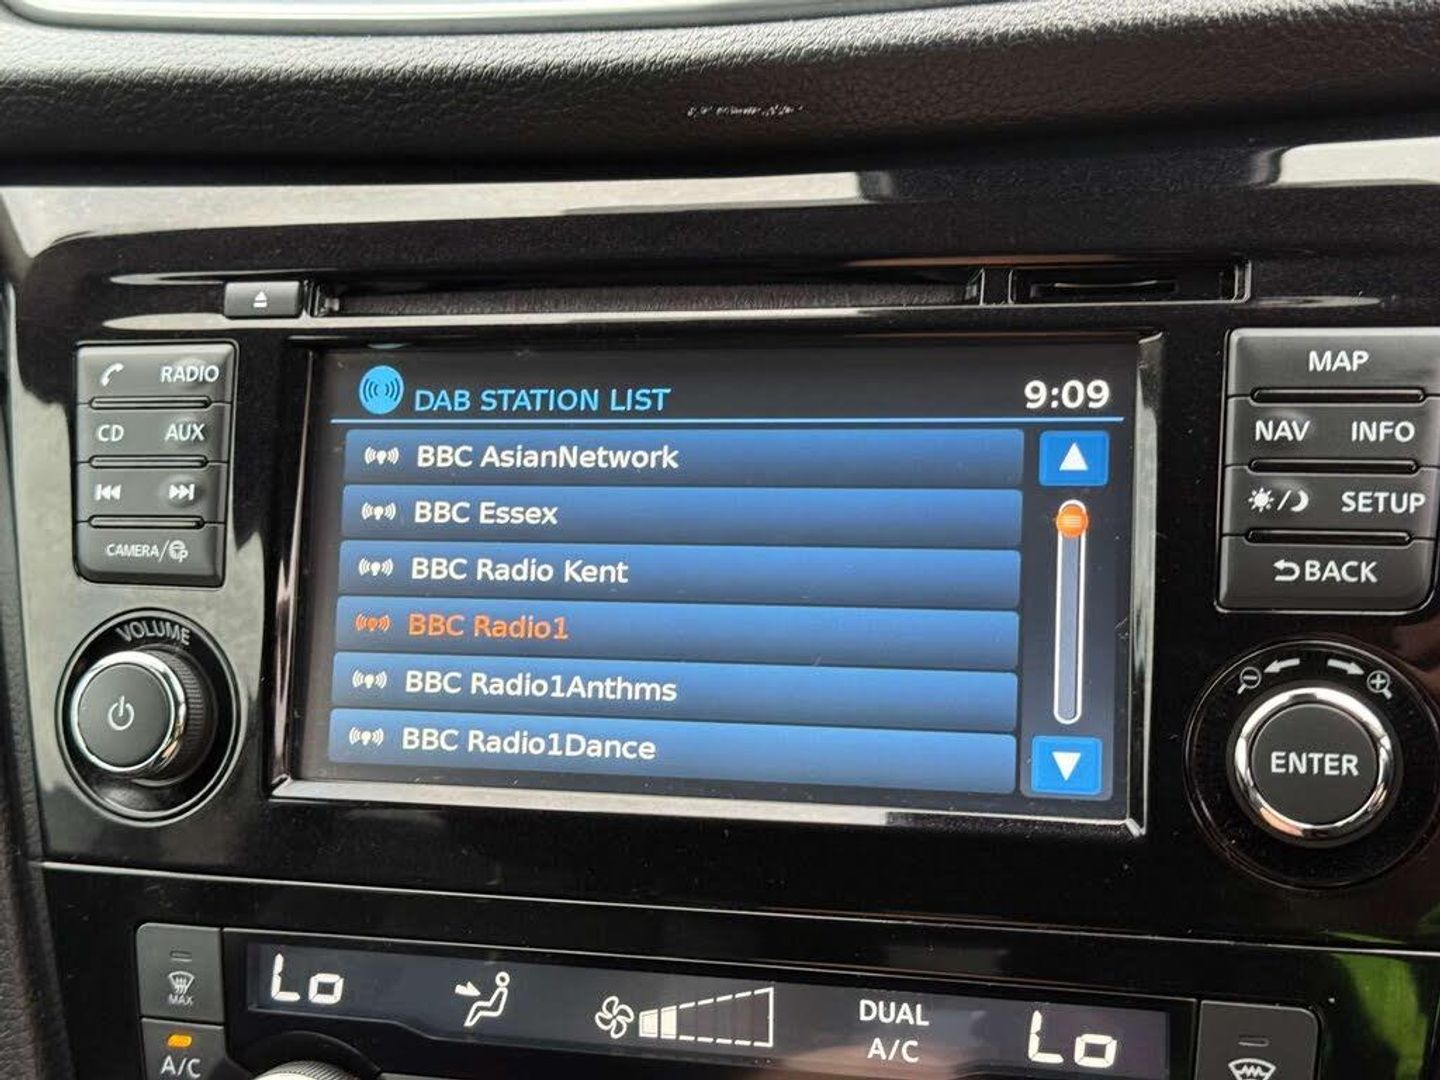 RADIO
CD AUX
CAMERA/
VOLUME
DAB STATION LIST 9:09
BBC AsianNetwork
BBC Essex
BBC Radio Kent
BBC Radio1
BBC Radio1Anthms
BBC Radio1Dance
MAP
NAV INFO
SETUP
BACK
ENTER
MAX
A/C
Lo
DUAL
A/C
Lo